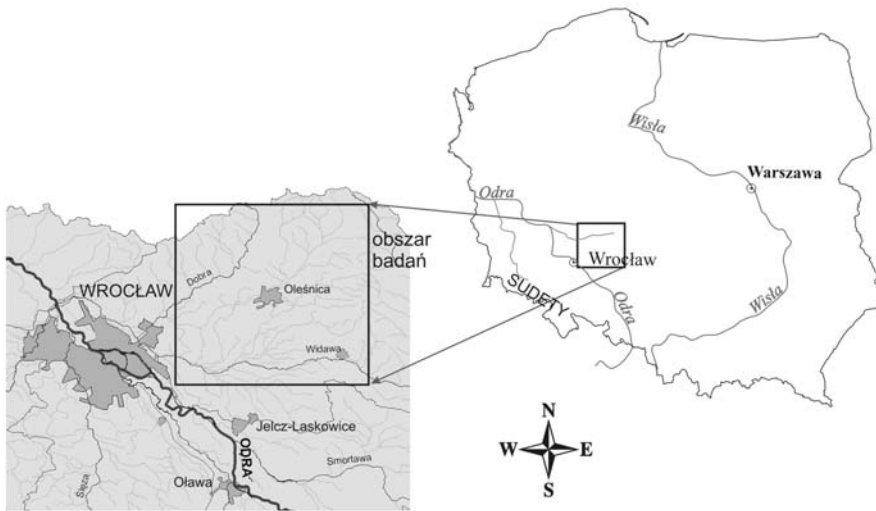 WROCŁAW
Dobra
Oleśnica
Widawa
obszar
badań
Jelcz-Laskowice
ODRA
Smortawa
Oława
Ślęza
Wisła
Warszawa
Odra
Wrocław
SUDETY
Odra
Wisła
N
W
E
S